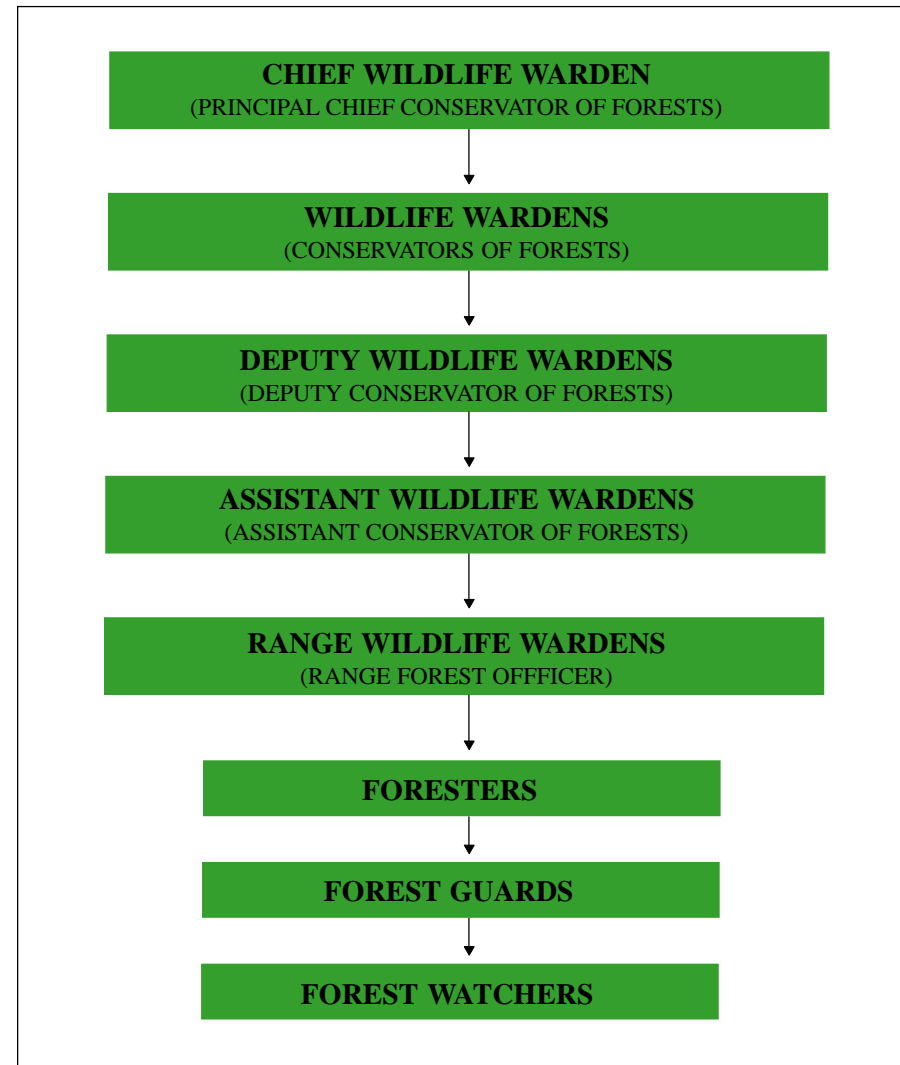 CHIEF WILDLIFE WARDEN
(PRINCIPAL CHIEF CONSERVATOR OF FORESTS)
WILDLIFE WARDENS
(CONSERVATORS OF FORESTS)
DEPUTY WILDLIFE WARDENS
(DEPUTY CONSERVATOR OF FORESTS)
ASSISTANT WILDLIFE WARDENS
(ASSISTANT CONSERVATOR OF FORESTS)
RANGE WILDLIFE WARDENS
(RANGE FOREST OFFFICER)
FORESTERS
FOREST GUARDS
FOREST WATCHERS